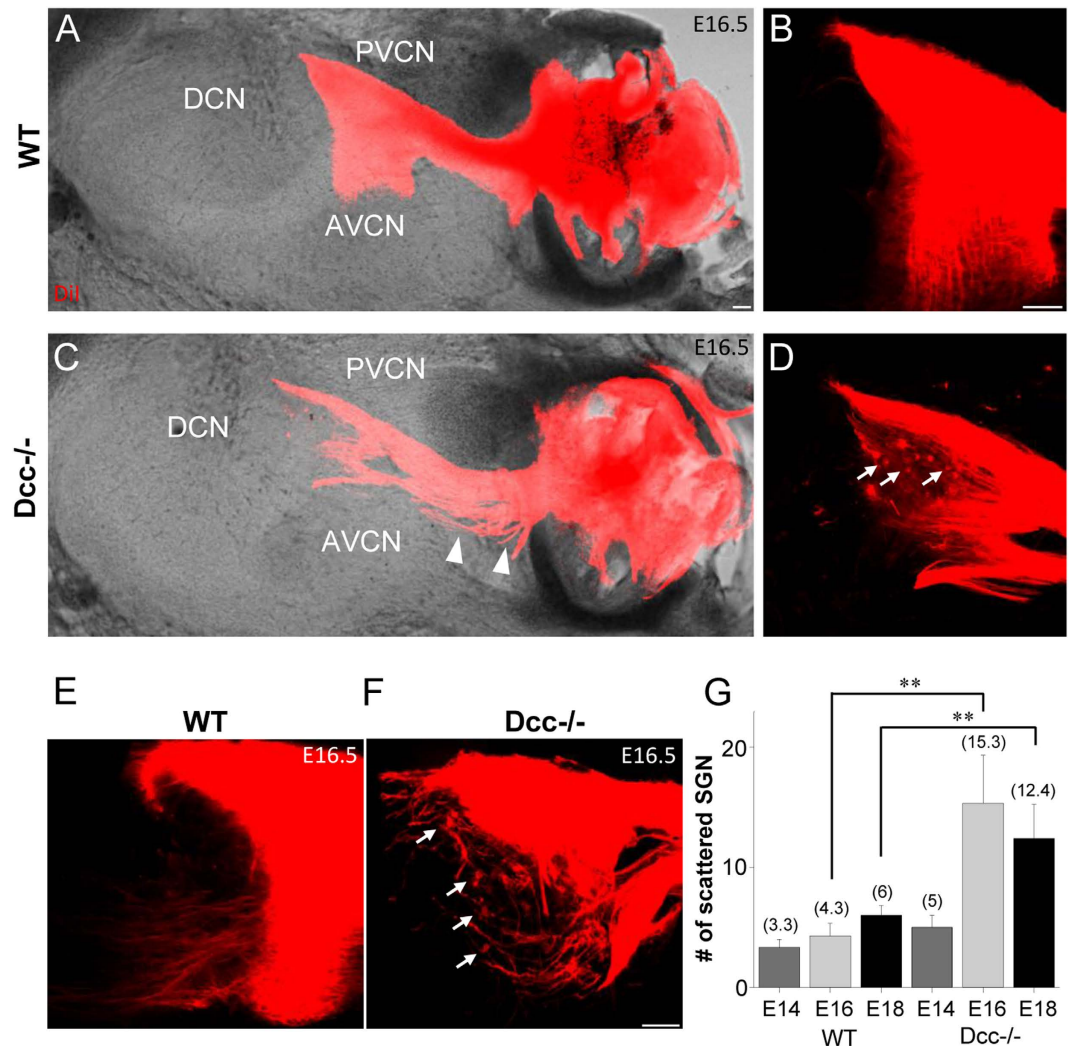 A
PVCN
E16.5
DCN
WT
AVCN
DiI
B
C
PVCN
E16.5
DCN
Dcc-/-
AVCN
D
E
WT
E16.5
F
Dcc-/-
E16.5
G
**
**
# of scattered SGN
20
10
0
(3.3)
(4.3)
(6)
(5)
(15.3)
(12.4)
E14 E16 E18 E14 E16 E18
WT Dcc-/-